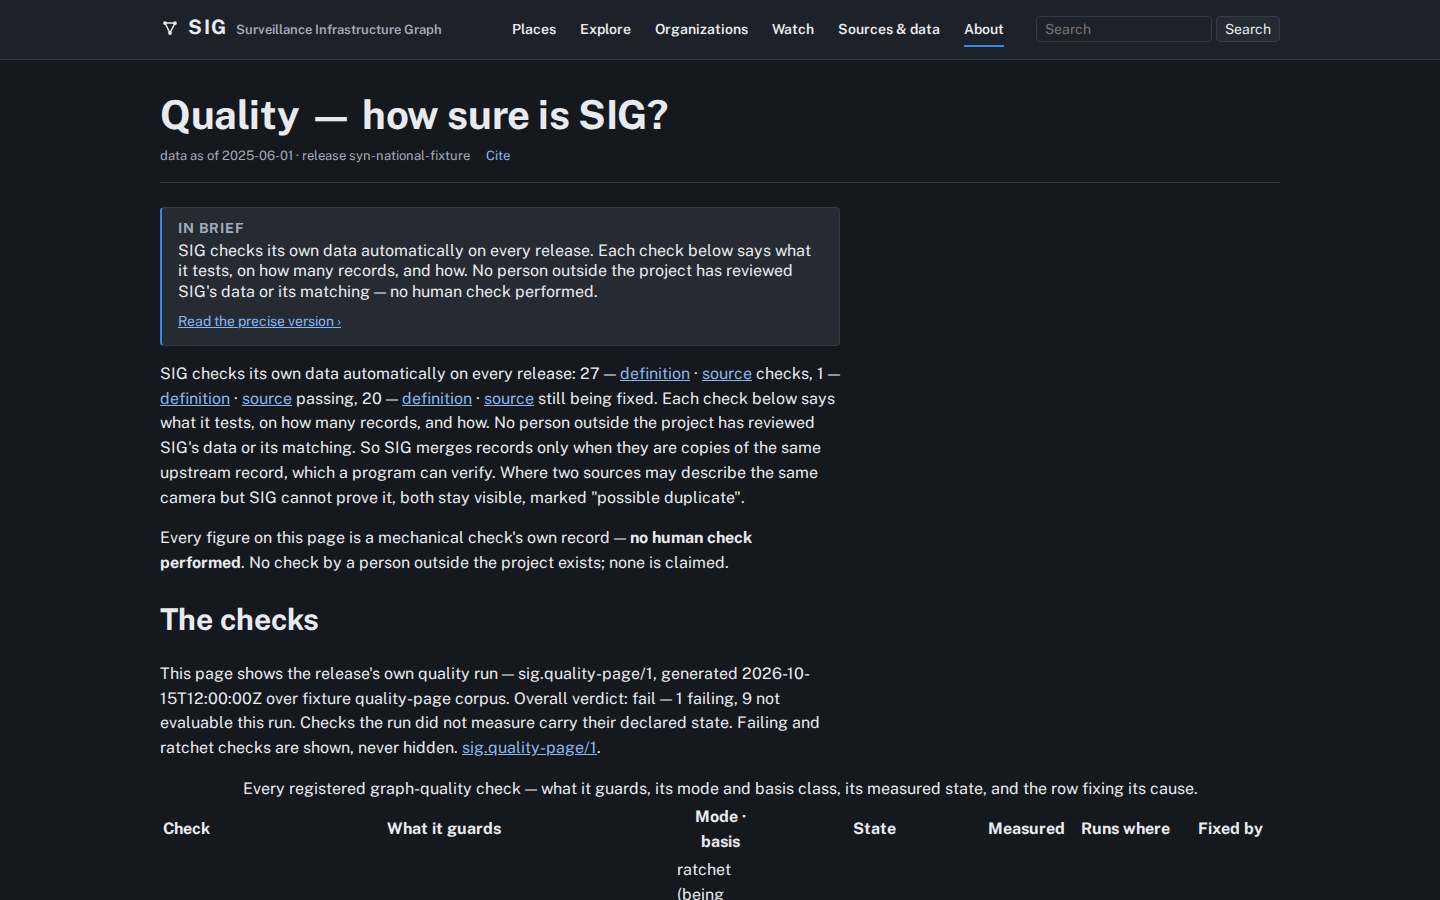 SIG Surveillance Infrastructure Graph Places Explore Organizations Watch Sources & data About Search Search
Quality — how sure is SIG?
data as of 2025-06-01 · release syn-national-fixture Cite
IN BRIEF
SIG checks its own data automatically on every release. Each check below says what
it tests, on how many records, and how. No person outside the project has reviewed
SIG's data or its matching — no human check performed.
Read the precise version ›
SIG checks its own data automatically on every release: 27 — definition · source checks, 1 —
definition · source passing, 20 — definition · source still being fixed. Each check below says
what it tests, on how many records, and how. No person outside the project has reviewed
SIG's data or its matching. So SIG merges records only when they are copies of the same
upstream record, which a program can verify. Where two sources may describe the same
camera but SIG cannot prove it, both stay visible, marked "possible duplicate".
Every figure on this page is a mechanical check's own record — no human check
performed. No check by a person outside the project exists; none is claimed.
The checks
This page shows the release's own quality run — sig.quality-page/1, generated 2026-10-
15T12:00:00Z over fixture quality-page corpus. Overall verdict: fail — 1 failing, 9 not
evaluable this run. Checks the run did not measure carry their declared state. Failing and
ratchet checks are shown, never hidden. sig.quality-page/1.
Every registered graph-quality check — what it guards, its mode and basis class, its measured state, and the row fixing its cause.
Check What it guards Mode · basis State Measured Runs where Fixed by
ratchet
(being